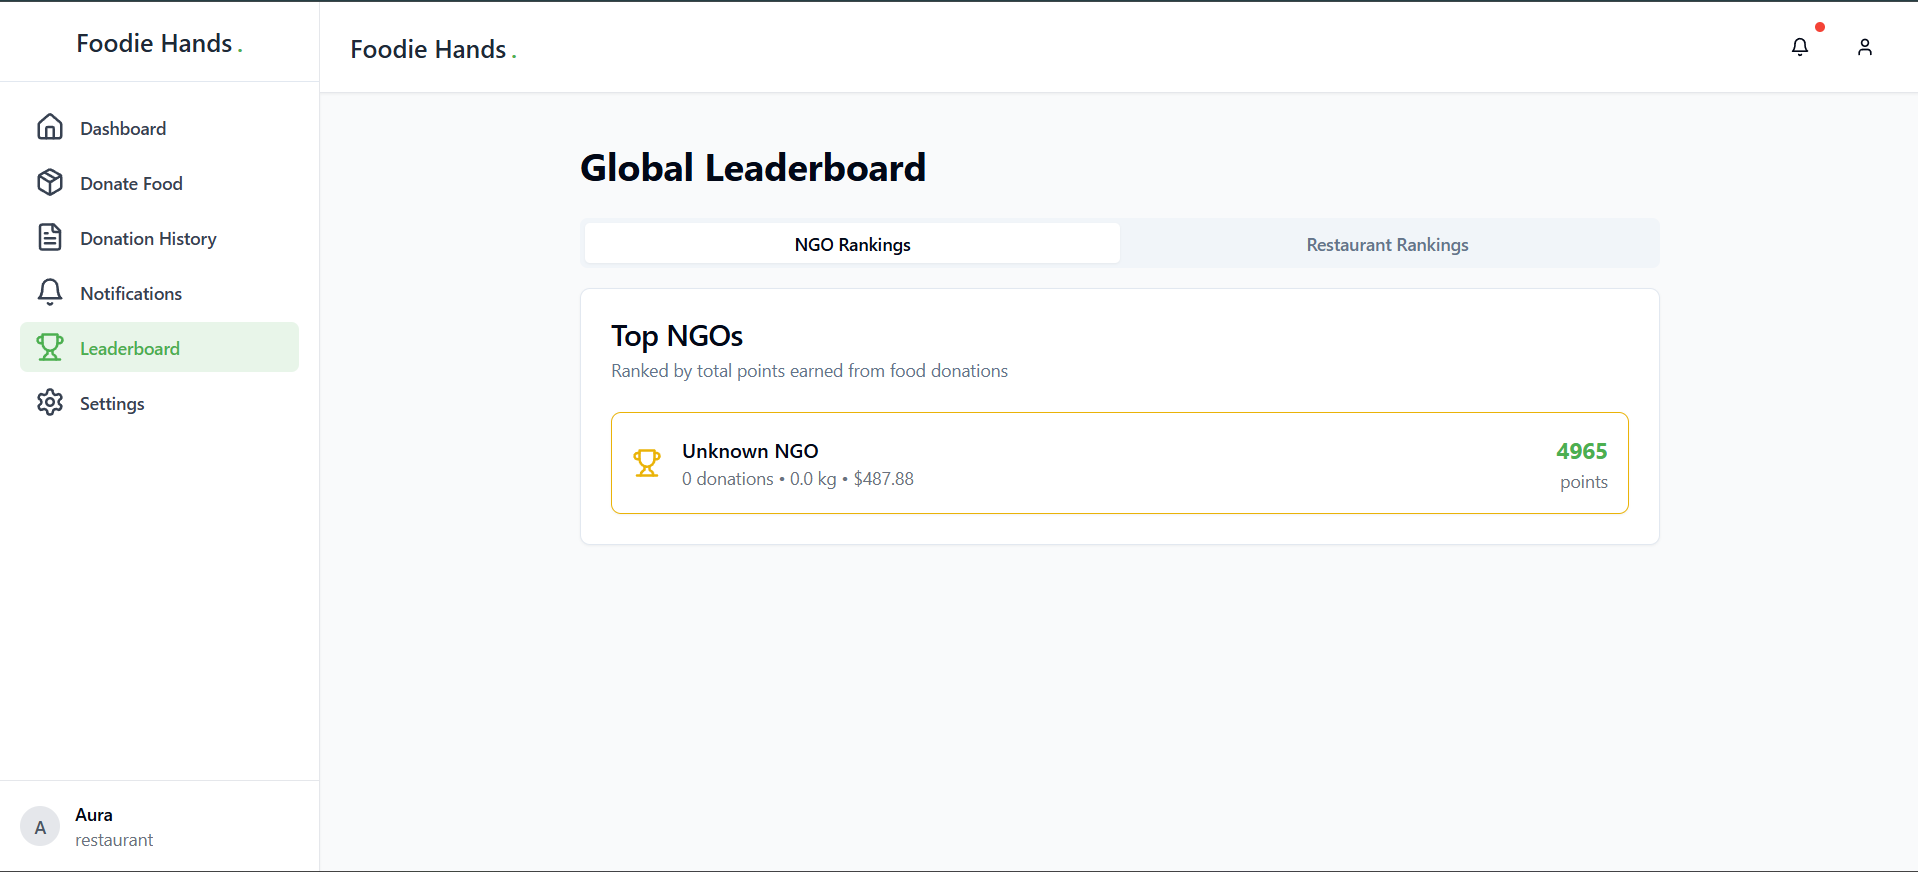 Foodie Hands.
Dashboard
Donate Food
Donation History
Notifications
Leaderboard
Settings
A
Aura
restaurant
Foodie Hands.
Global Leaderboard
NGO Rankings
Restaurant Rankings
Top NGOs
Ranked by total points earned from food donations
Unknown NGO
0 donations • 0.0 kg • $487.88
4965
points